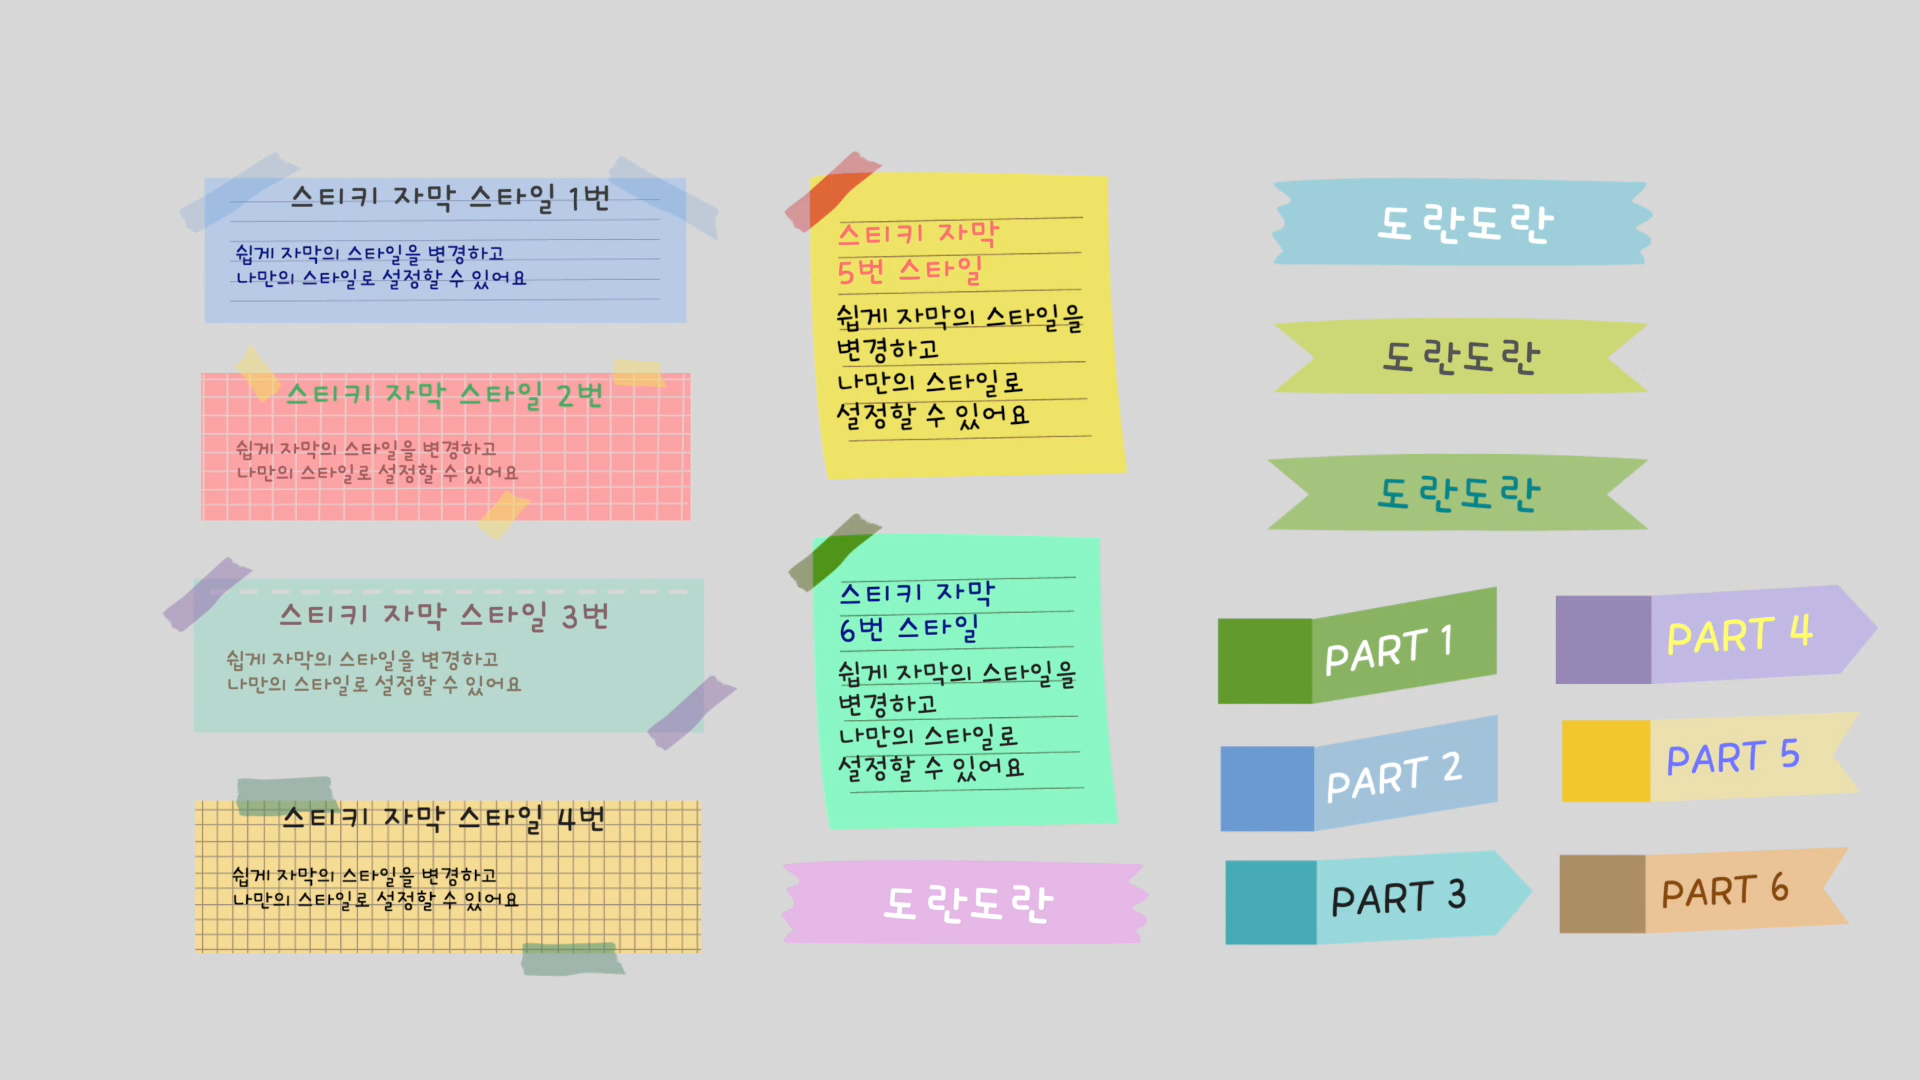 스티키 자막 스타일 1번
쉽게 자막의 스타일을 변경하고
나만의 스타일로 설정할 수 있어요
스티키 자막 스타일 2번
쉽게 자막의 스타일을 변경하고
나만의 스타일로 설정할 수 있어요
스티키 자막 스타일 3번
쉽게 자막의 스타일을 변경하고
나만의 스타일로 설정할 수 있어요
스티키 자막 스타일 4번
쉽게 자막의 스타일을 변경하고
나만의 스타일로 설정할 수 있어요
스티키 자막
5번 스타일
쉽게 자막의 스타일을
변경하고
나만의 스타일로
설정할 수 있어요
스티키 자막
6번 스타일
쉽게 자막의 스타일을
변경하고
나만의 스타일로
설정할 수 있어요
도란도란
도란도란
도란도란
도란도란
PART 1
PART 2
PART 3
PART 4
PART 5
PART 6